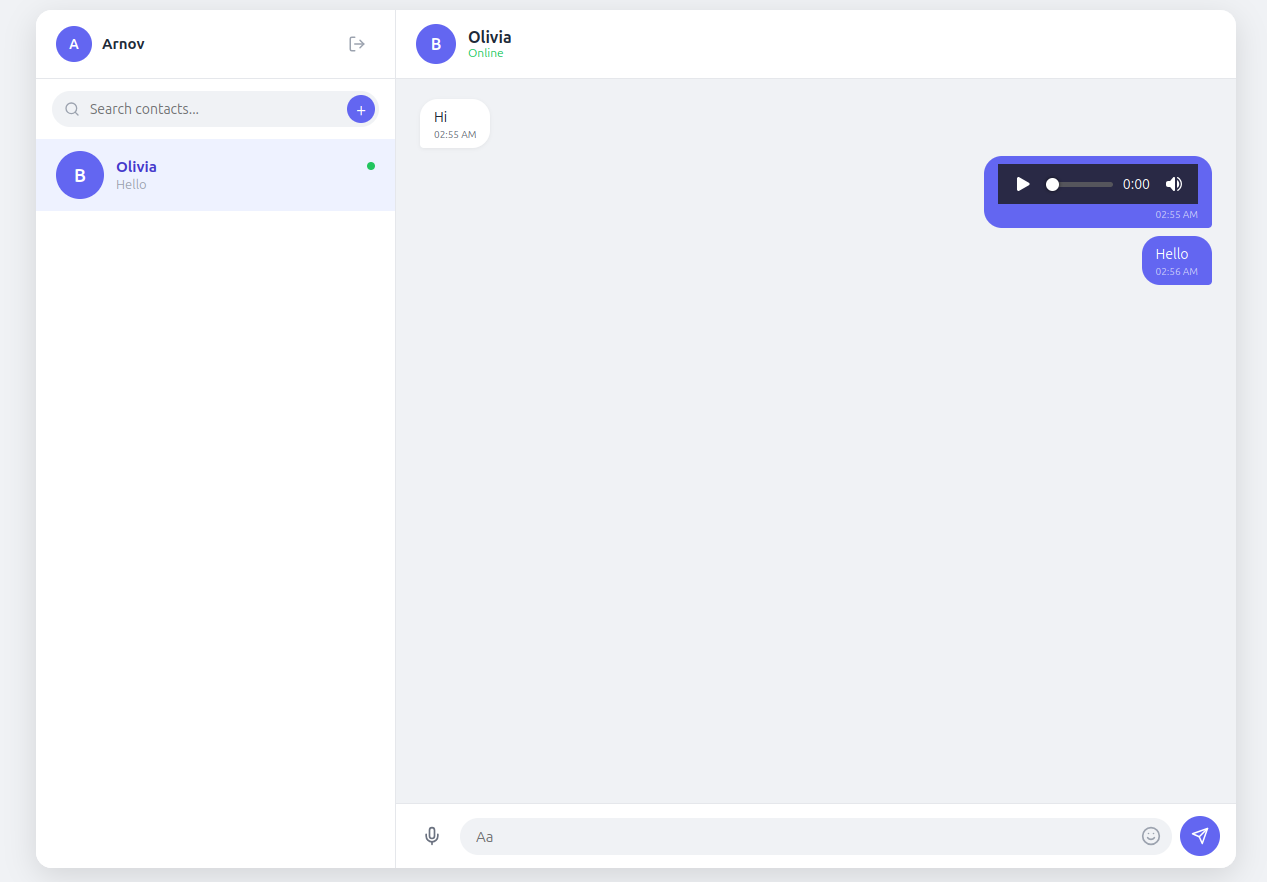 A
Arnov
Search contacts...
+
B
Olivia
Hello
B
Olivia
Online
Hi
02:55 AM
0:00
02:55 AM
Hello
02:56 AM
Aa